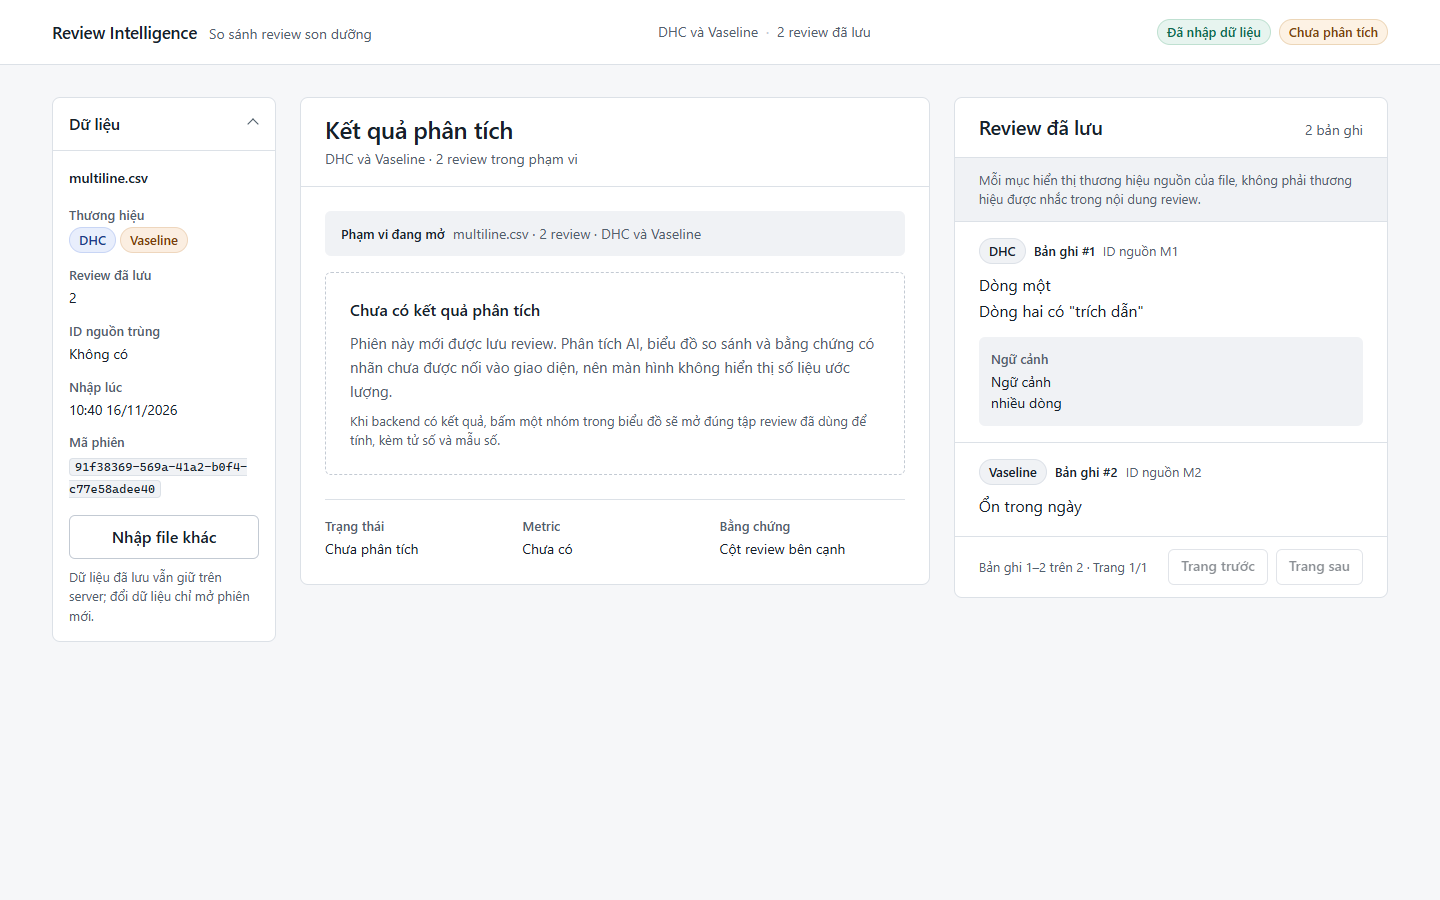 Review Intelligence So sánh review son dưỡng
DHC và Vaseline · 2 review đã lưu
Đã nhập dữ liệu Chưa phân tích
Dữ liệu
multiline.csv
Thương hiệu
DHC Vaseline
Review đã lưu
2
ID nguồn trùng
Không có
Nhập lúc
10:40 16/11/2026
Mã phiên
91f38369-569a-41a2-b0f4-
c77e58adee40
Nhập file khác
Dữ liệu đã lưu vẫn giữ trên
server; đổi dữ liệu chỉ mở phiên
mới.
Kết quả phân tích
DHC và Vaseline · 2 review trong phạm vi
Phạm vi đang mở multiline.csv · 2 review · DHC và Vaseline
Chưa có kết quả phân tích
Phiên này mới được lưu review. Phân tích AI, biểu đồ so sánh và bằng chứng có
nhãn chưa được nối vào giao diện, nên màn hình không hiển thị số liệu ước
lượng.
Khi backend có kết quả, bấm một nhóm trong biểu đồ sẽ mở đúng tập review đã dùng để
tính, kèm tử số và mẫu số.
Trạng thái
Chưa phân tích
Metric
Chưa có
Bằng chứng
Cột review bên cạnh
Review đã lưu
2 bản ghi
Mỗi mục hiển thị thương hiệu nguồn của file, không phải thương
hiệu được nhắc trong nội dung review.
DHC Bản ghi #1 ID nguồn M1
Dòng một
Dòng hai có "trích dẫn"
Ngữ cảnh
Ngữ cảnh
nhiều dòng
Vaseline Bản ghi #2 ID nguồn M2
Ổn trong ngày
Bản ghi 1–2 trên 2 · Trang 1/1
Trang trước
Trang sau